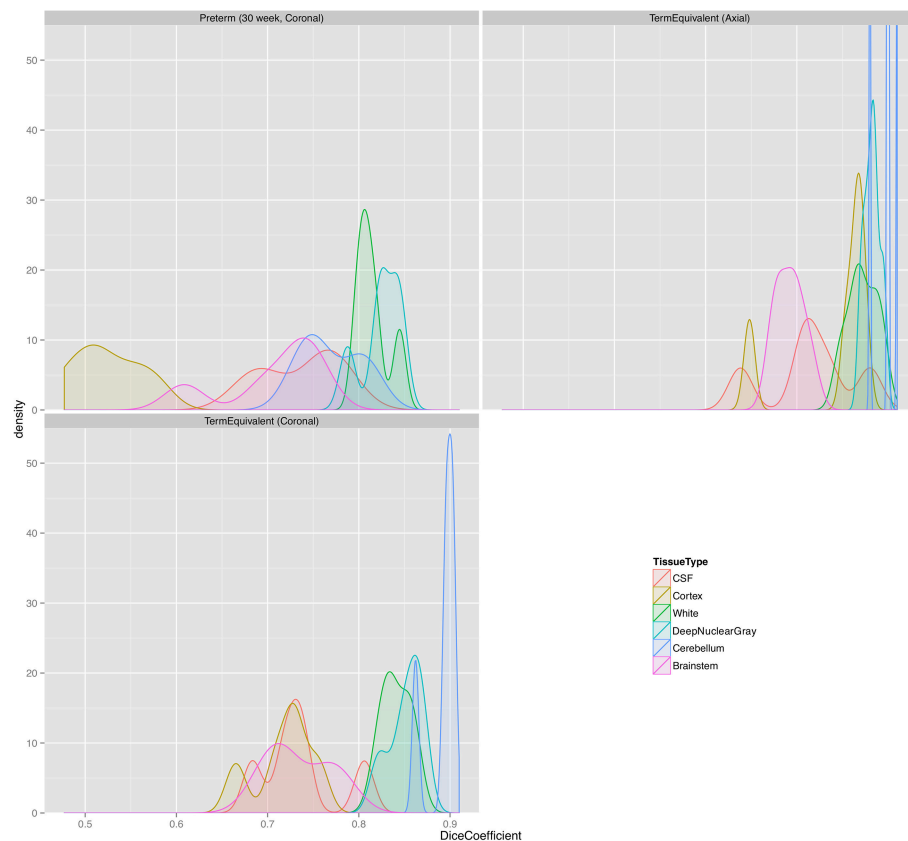 Preterm (30 week, Coronal)
TermEquivalent (Axial)
50
40
30
20
10
0
density
TermEquivalent (Coronal)
50
40
30
20
10
0
0.5
0.6
0.7
0.8
0.9
DiceCoefficient
TissueType
CSF
Cortex
White
DeepNuclearGray
Cerebellum
Brainstem